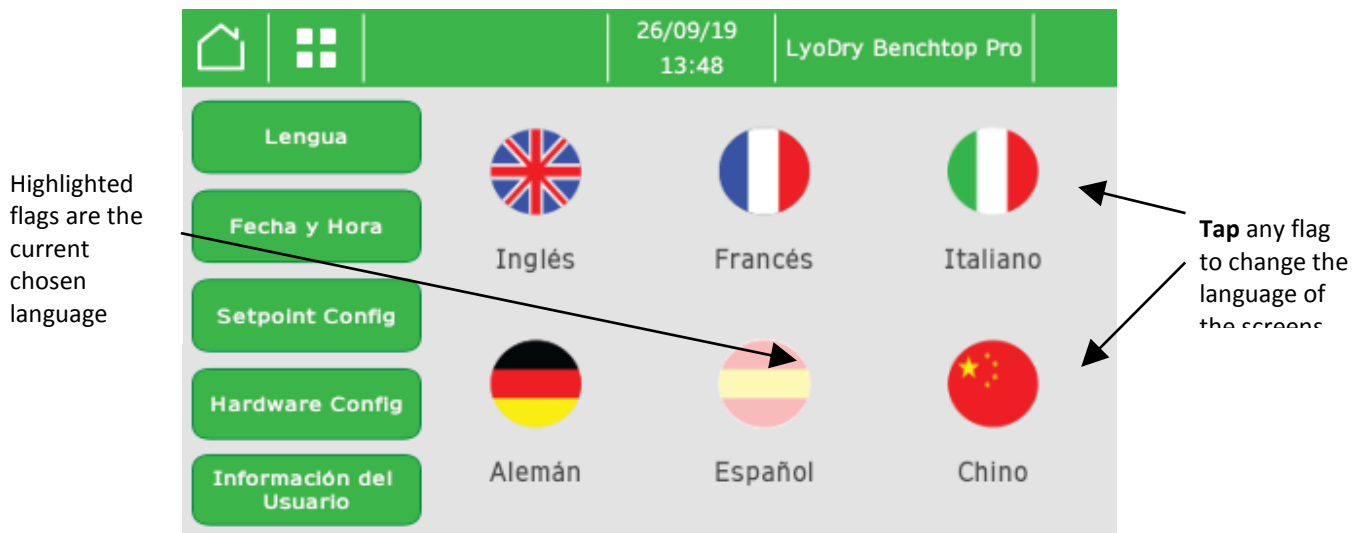 26/09/19
13:48
LyoDry Benchtop Pro
Lengua
Fecha y Hora
Setpoint Config
Hardware Config
Información del
Usuario
Inglés
Francés
Italiano
Alemán
Español
Chino
Highlighted
flags are the
current
chosen
language
Tap any flag
to change the
language of
the screens